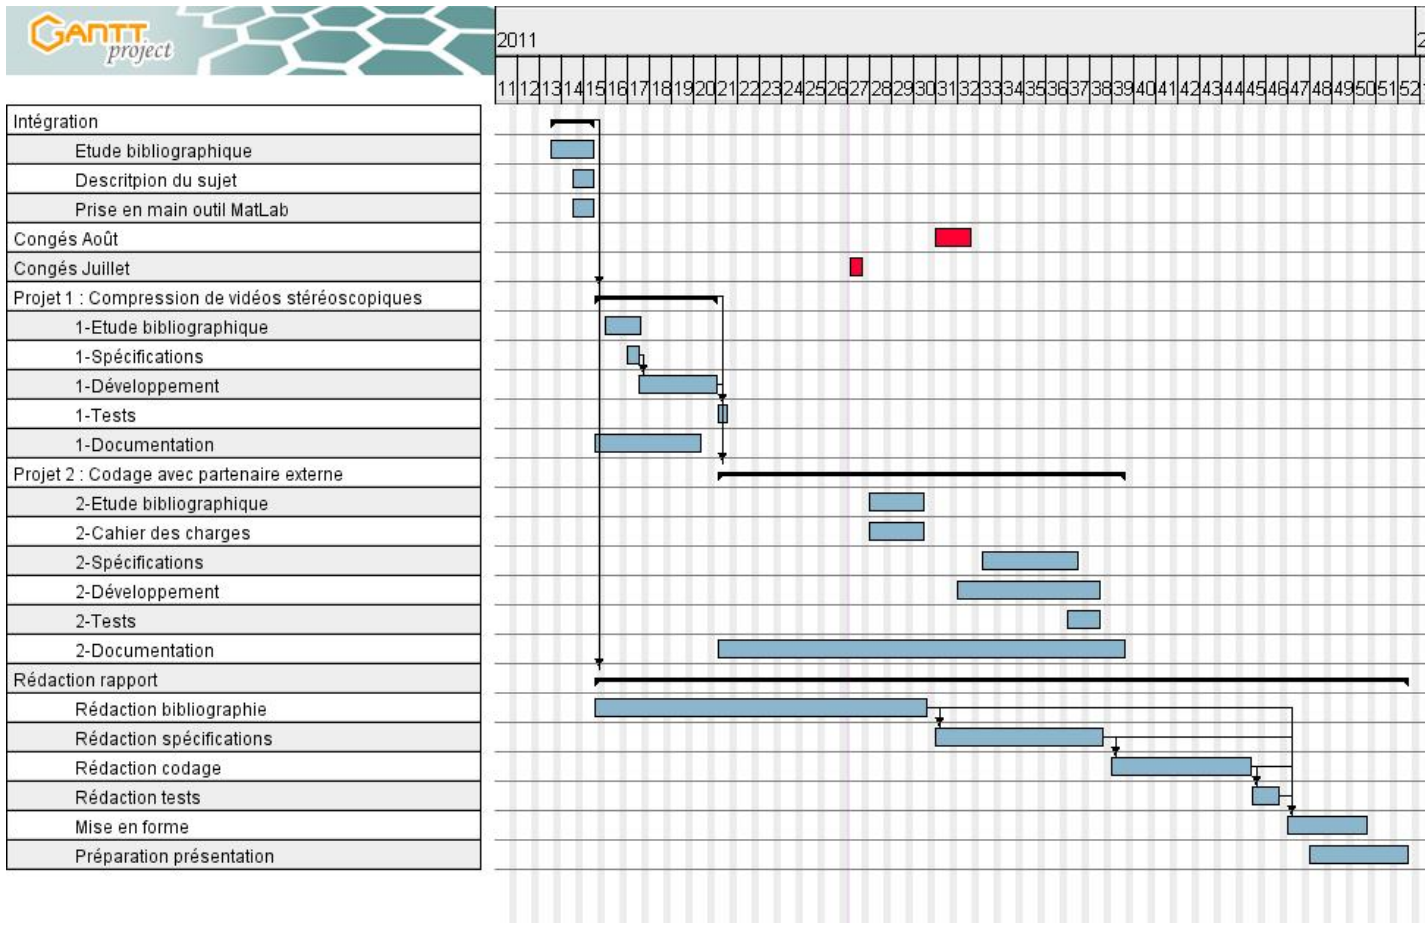 GANTT
project
2011
2
11 12 13 14 15 16 17 18 19 20 21 22 23 24 25 26 27 28 29 30 31 32 33 34 35 36 37 38 39 40 41 42 43 44 45 46 47 48 49 50 51 52 1
Intégration
Etude bibliographique
Descritpion du sujet
Prise en main outil MatLab
Congés Août
Congés Juillet
Projet 1 : Compression de vidéos stéréoscopiques
1-Etude bibliographique
1-Spécifications
1-Développement
1-Tests
1-Documentation
Projet 2 : Codage avec partenaire externe
2-Etude bibliographique
2-Cahier des charges
2-Spécifications
2-Développement
2-Tests
2-Documentation
Rédaction rapport
Rédaction bibliographie
Rédaction spécifications
Rédaction codage
Rédaction tests
Mise en forme
Préparation présentation